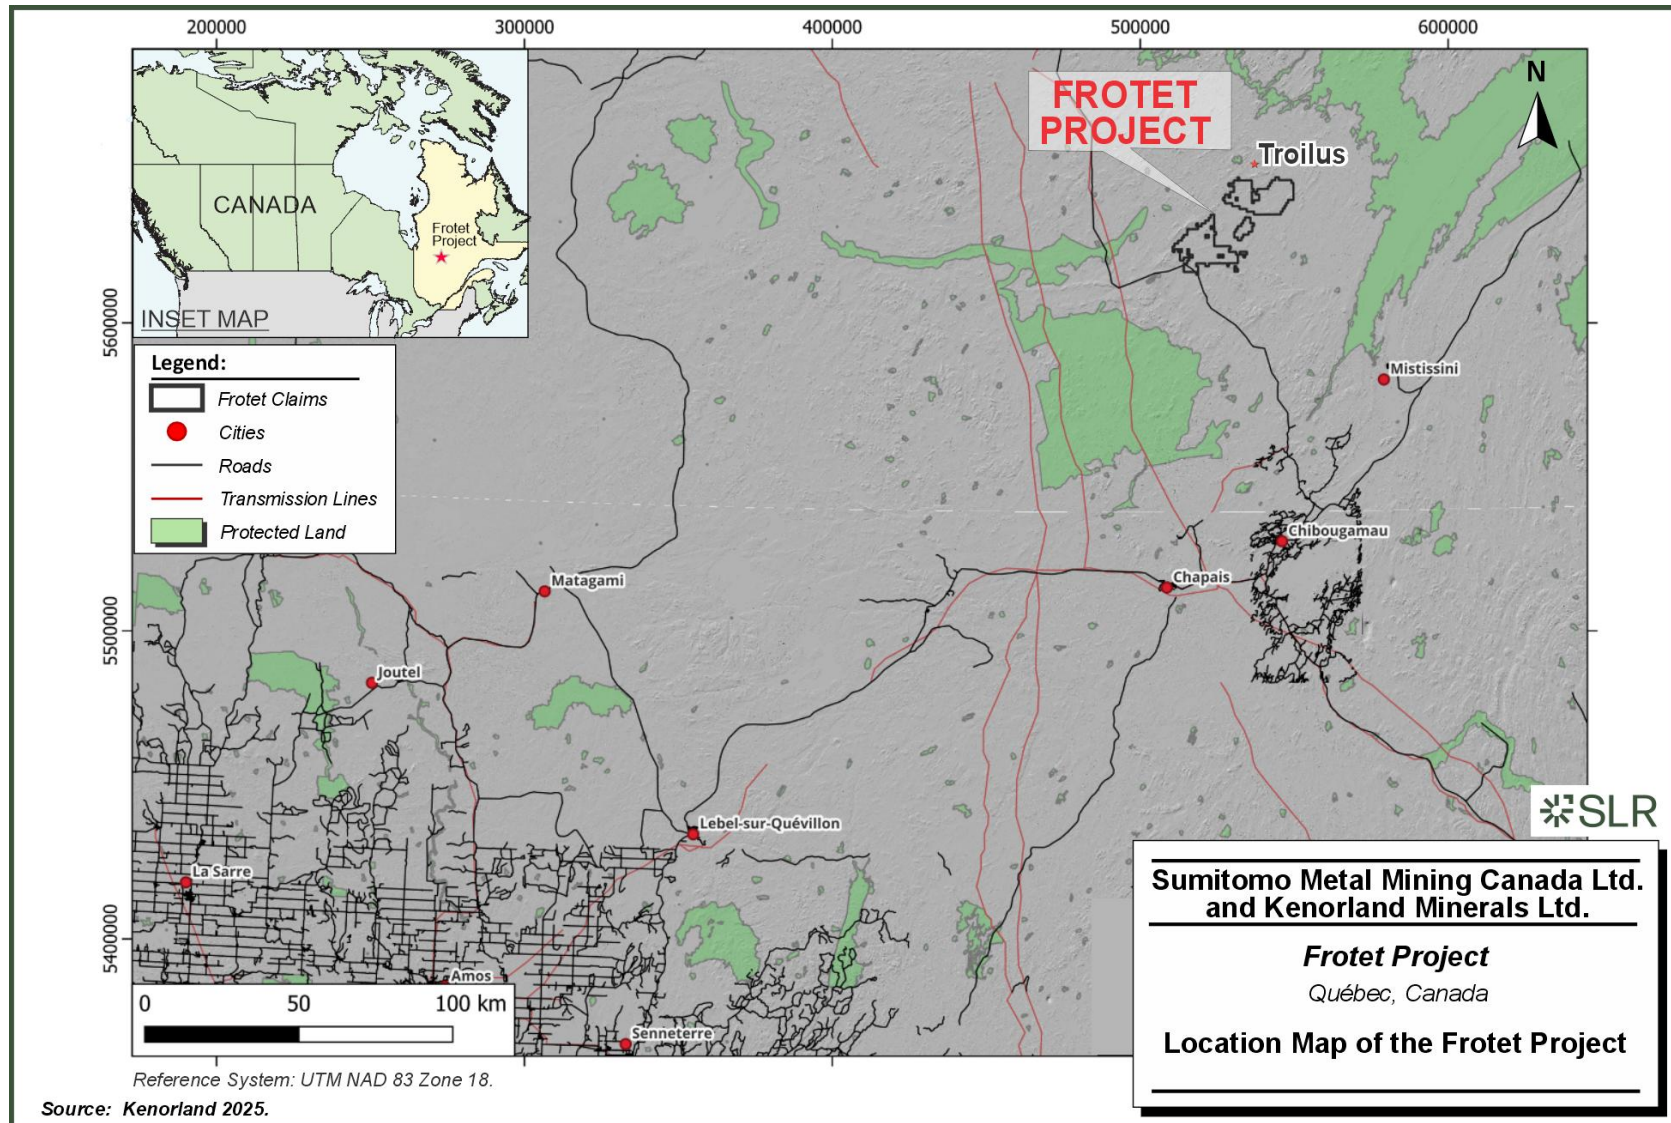 200000
300000
400000
500000
600000
N
FROTET
PROJECT
Troilus
CANADA
Frotet
Project
INSET MAP
5600000
5500000
5400000
Legend:
Frotet Claims
Cities
Roads
Transmission Lines
Protected Land
Mistissini
Chibougamau
Chapais
Matagami
Joutel
Lebel-sur-Quévillon
La Sarre
Amos
Senneterre
0 50 100 km
SLR
Sumitomo Metal Mining Canada Ltd.
and Kenorland Minerals Ltd.
Frotet Project
Québec, Canada
Location Map of the Frotet Project
Reference System: UTM NAD 83 Zone 18.
Source: Kenorland 2025.